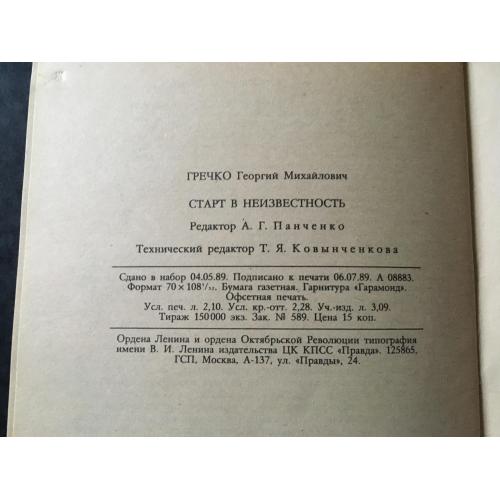 ГРЕЧКО Георгий Михайлович
СТАРТ В НЕИЗВЕСТНОСТЬ
Редактор А. Г. Панченко
Технический редактор Т. Я. Ковынченкова
Сдано в набор 04.05.89. Подписано к печати 06.07.89. А 08883.
Формат 70 × 108¹/₃₂. Бумага газетная. Гарнитура «Гарамонд».
Офсетная печать.
Усл. печ. л. 2,10. Усл. кр.-отт. 2,28. Уч.-изд. л. 3,09.
Тираж 150 000 экз. Зак. № 589. Цена 15 коп.
Ордена Ленина и ордена Октябрьской Революции типография
имени В. И. Ленина издательства ЦК КПСС «Правда». 125865.
ГСП, Москва, А-137, ул. «Правды», 24.